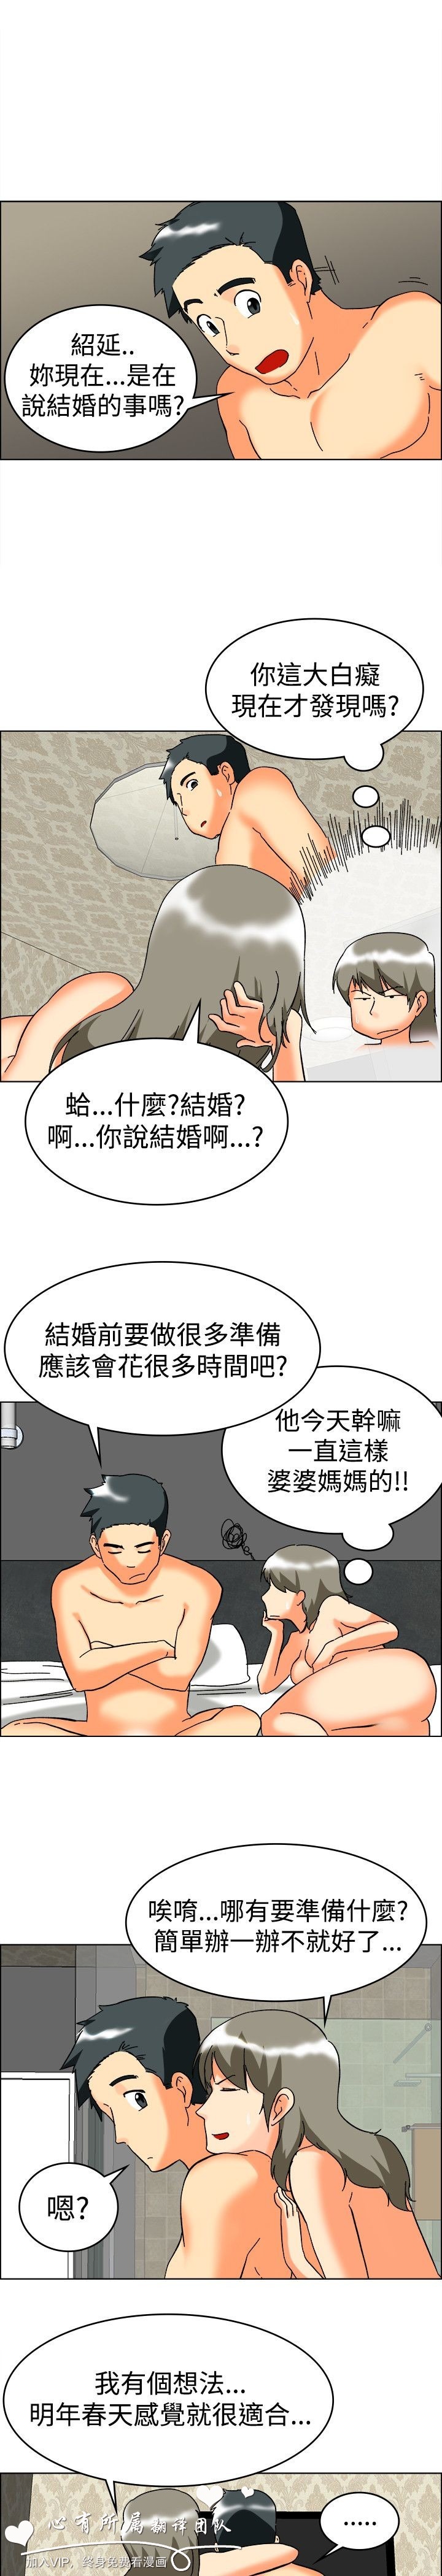 紹延..
妳現在...是在
說結婚的事嗎?
你這大白癡
現在才發現嗎?
蛤...什麼?結婚?
啊...你說結婚啊...?
結婚前要做很多準備
應該會花很多時間吧?
他今天幹嘛
一直這樣
婆婆媽媽的!!
唉唷...哪有要準備什麼?
簡單辦一辦不就好了...
嗯?
我有個想法...
明年春天感覺就很適合...
.....
心有所属翻译团队
加入VIP，终身免费看漫画